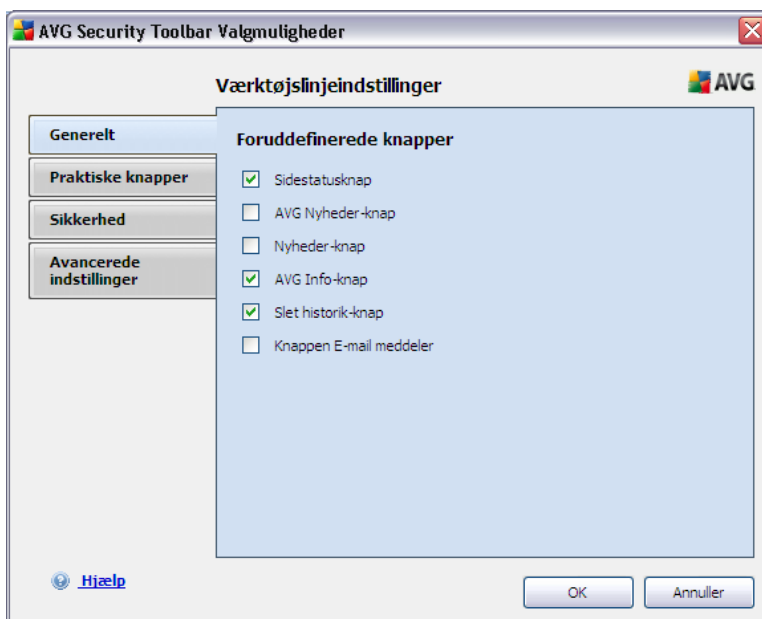 AVG Security Toolbar Valgmuligheder
Værktøjslinjeindstillinger
AVG
Generelt
Praktiske knapper
Sikkerhed
Avancerede
indstillinger
Foruddefinerede knapper
Sidestatusknap
AVG Nyheder-knap
Nyheder-knap
AVG Info-knap
Slet historik-knap
Knappen E-mail meddeler
Hjælp
OK
Annuller